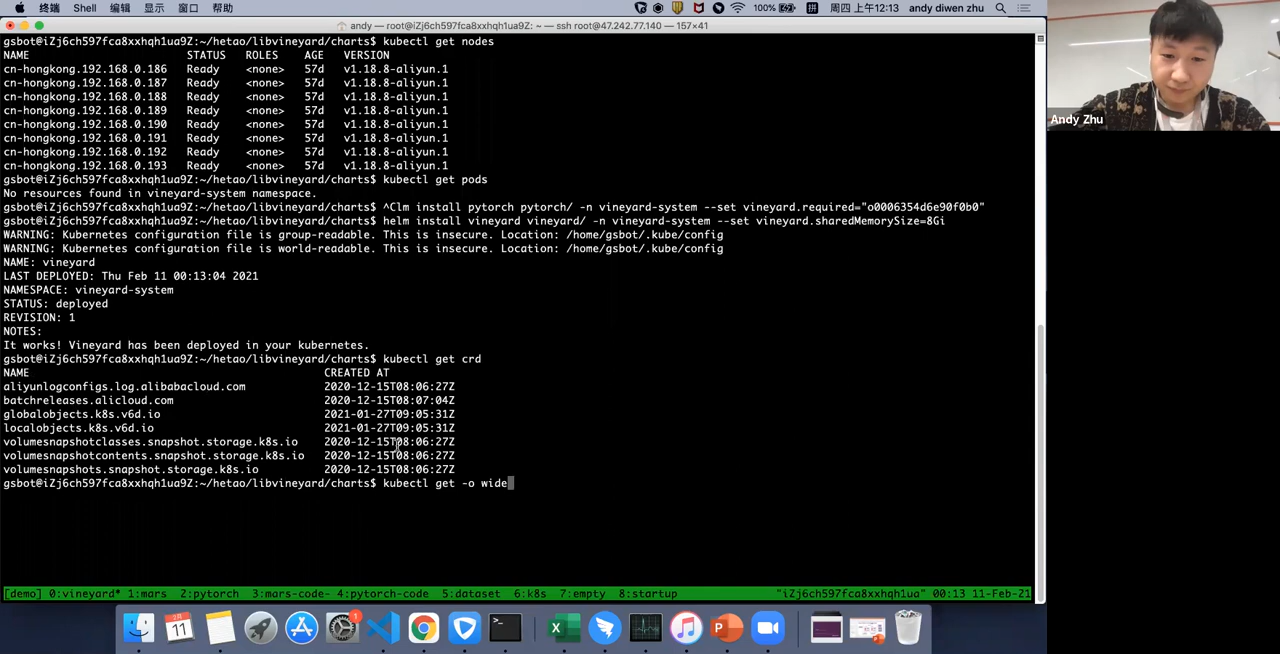 终端 Shell 编辑 显示 窗口 帮助 100% 拼 周四 上午12:13 andy diwen zhu
andy — root@iZj6ch597fca8xxhqh1ua9Z: ~ — ssh root@47.242.77.140 — 157×41
gsbot@iZj6ch597fca8xxhqh1ua9Z:~/hetao/libvineyard/charts$ kubectl get nodes
NAME STATUS ROLES AGE VERSION
cn-hongkong.192.168.0.186 Ready <none> 57d v1.18.8-aliyun.1
cn-hongkong.192.168.0.187 Ready <none> 57d v1.18.8-aliyun.1
cn-hongkong.192.168.0.188 Ready <none> 57d v1.18.8-aliyun.1
cn-hongkong.192.168.0.189 Ready <none> 57d v1.18.8-aliyun.1
cn-hongkong.192.168.0.190 Ready <none> 57d v1.18.8-aliyun.1
cn-hongkong.192.168.0.191 Ready <none> 57d v1.18.8-aliyun.1
cn-hongkong.192.168.0.192 Ready <none> 57d v1.18.8-aliyun.1
cn-hongkong.192.168.0.193 Ready <none> 57d v1.18.8-aliyun.1
gsbot@iZj6ch597fca8xxhqh1ua9Z:~/hetao/libvineyard/charts$ kubectl get pods
No resources found in vineyard-system namespace.
gsbot@iZj6ch597fca8xxhqh1ua9Z:~/hetao/libvineyard/charts$ ^Clm install pytorch pytorch/ -n vineyard-system --set vineyard.required="o0006354d6e90f0b0"
gsbot@iZj6ch597fca8xxhqh1ua9Z:~/hetao/libvineyard/charts$ helm install vineyard vineyard/ -n vineyard-system --set vineyard.sharedMemorySize=8Gi
WARNING: Kubernetes configuration file is group-readable. This is insecure. Location: /home/gsbot/.kube/config
WARNING: Kubernetes configuration file is world-readable. This is insecure. Location: /home/gsbot/.kube/config
NAME: vineyard
LAST DEPLOYED: Thu Feb 11 00:13:04 2021
NAMESPACE: vineyard-system
STATUS: deployed
REVISION: 1
NOTES:
It works! Vineyard has been deployed in your kubernetes.
gsbot@iZj6ch597fca8xxhqh1ua9Z:~/hetao/libvineyard/charts$ kubectl get crd
NAME CREATED AT
aliyunlogconfigs.log.alibabacloud.com 2020-12-15T08:06:27Z
batchreleases.alicloud.com 2020-12-15T08:07:04Z
globalobjects.k8s.v6d.io 2021-01-27T09:05:31Z
localobjects.k8s.v6d.io 2021-01-27T09:05:31Z
volumesnapshotclasses.snapshot.storage.k8s.io 2020-12-15T08:06:27Z
volumesnapshotcontents.snapshot.storage.k8s.io 2020-12-15T08:06:27Z
volumesnapshots.snapshot.storage.k8s.io 2020-12-15T08:06:27Z
gsbot@iZj6ch597fca8xxhqh1ua9Z:~/hetao/libvineyard/charts$ kubectl get -o wide
[demo] 0:vineyard* 1:mars 2:pytorch 3:mars-code- 4:pytorch-code 5:dataset 6:k8s 7:empty 8:startup "iZj6ch597fca8xxhqh1ua" 00:13 11-Feb-21
Andy Zhu
2月
11
1